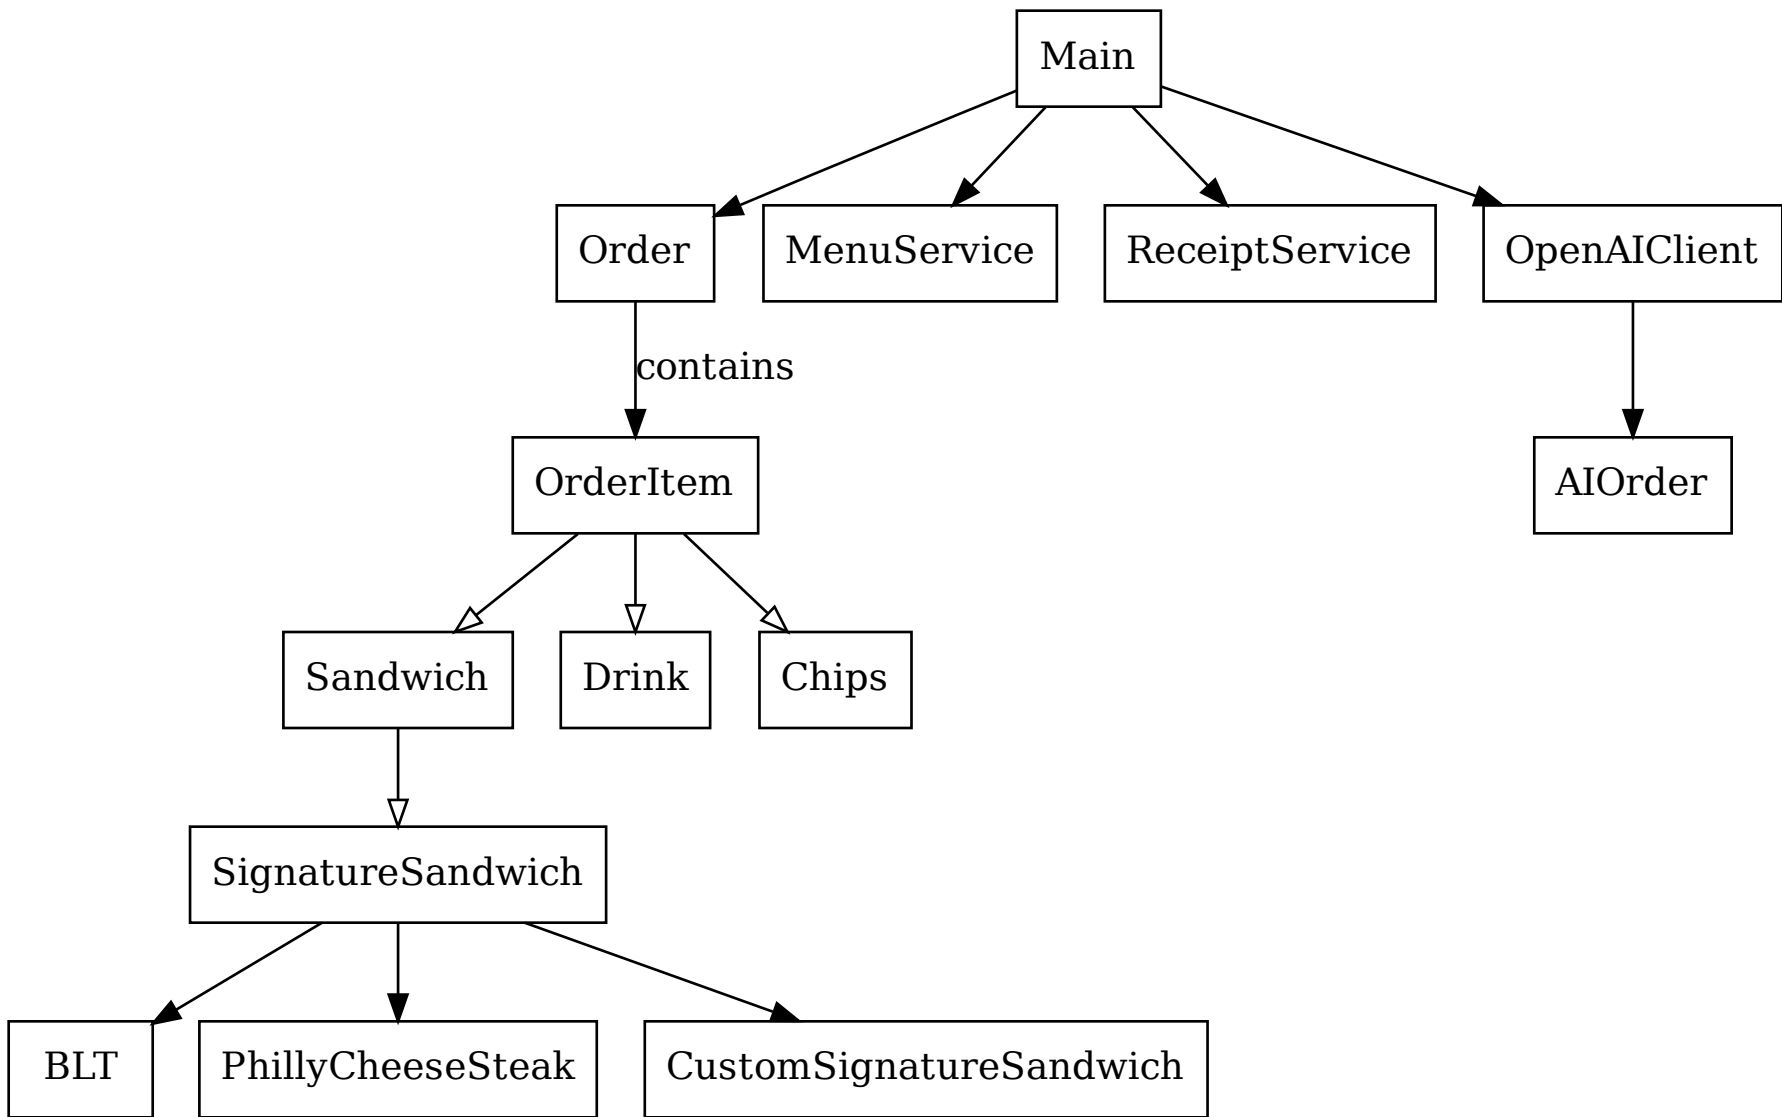 Main
Order
MenuService
ReceiptService
OpenAIClient
contains
OrderItem
AIOrder
Sandwich
Drink
Chips
SignatureSandwich
BLT
PhillyCheeseSteak
CustomSignatureSandwich